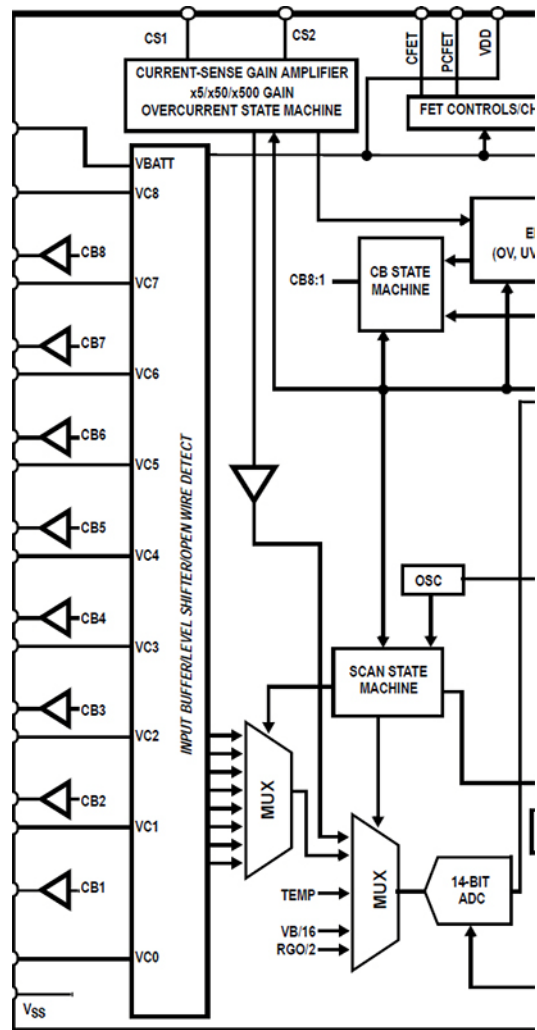 CS1
CS2
CFET
PCFET
VDD
CURRENT-SENSE GAIN AMPLIFIER
x5/x50/x500 GAIN
OVERCURRENT STATE MACHINE
FET CONTROLS/CH
VBATT
VC8
CB8
VC7
CB7
VC6
CB6
VC5
CB5
VC4
CB4
VC3
CB3
VC2
CB2
VC1
CB1
VC0
VSS
INPUT BUFFER/LEVEL SHIFTER/OPEN WIRE DETECT
CB8:1
CB STATE
MACHINE
(OV, UV
OSC
SCAN STATE
MACHINE
MUX
MUX
TEMP
VB/16
RGO/2
14-BIT
ADC